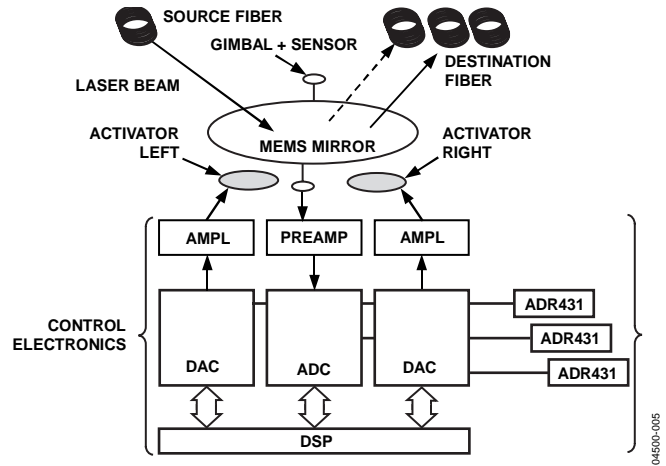 SOURCE FIBER
GIMBAL + SENSOR
DESTINATION
FIBER
LASER BEAM
ACTIVATOR
LEFT
MEMS MIRROR
ACTIVATOR
RIGHT
AMPL
PREAMP
AMPL
CONTROL
ELECTRONICS
DAC
ADC
DAC
ADR431
ADR431
ADR431
DSP
04500-005